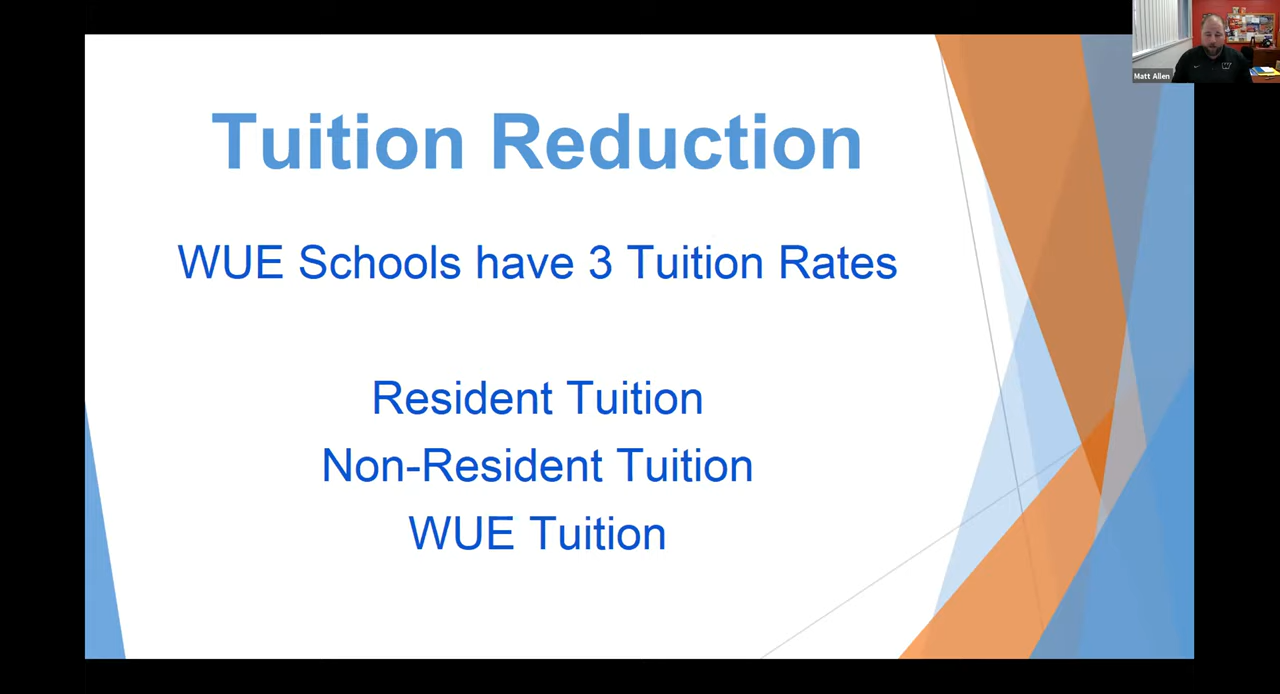 Tuition Reduction
WUE Schools have 3 Tuition Rates
Resident Tuition
Non-Resident Tuition
WUE Tuition
Matt Allen